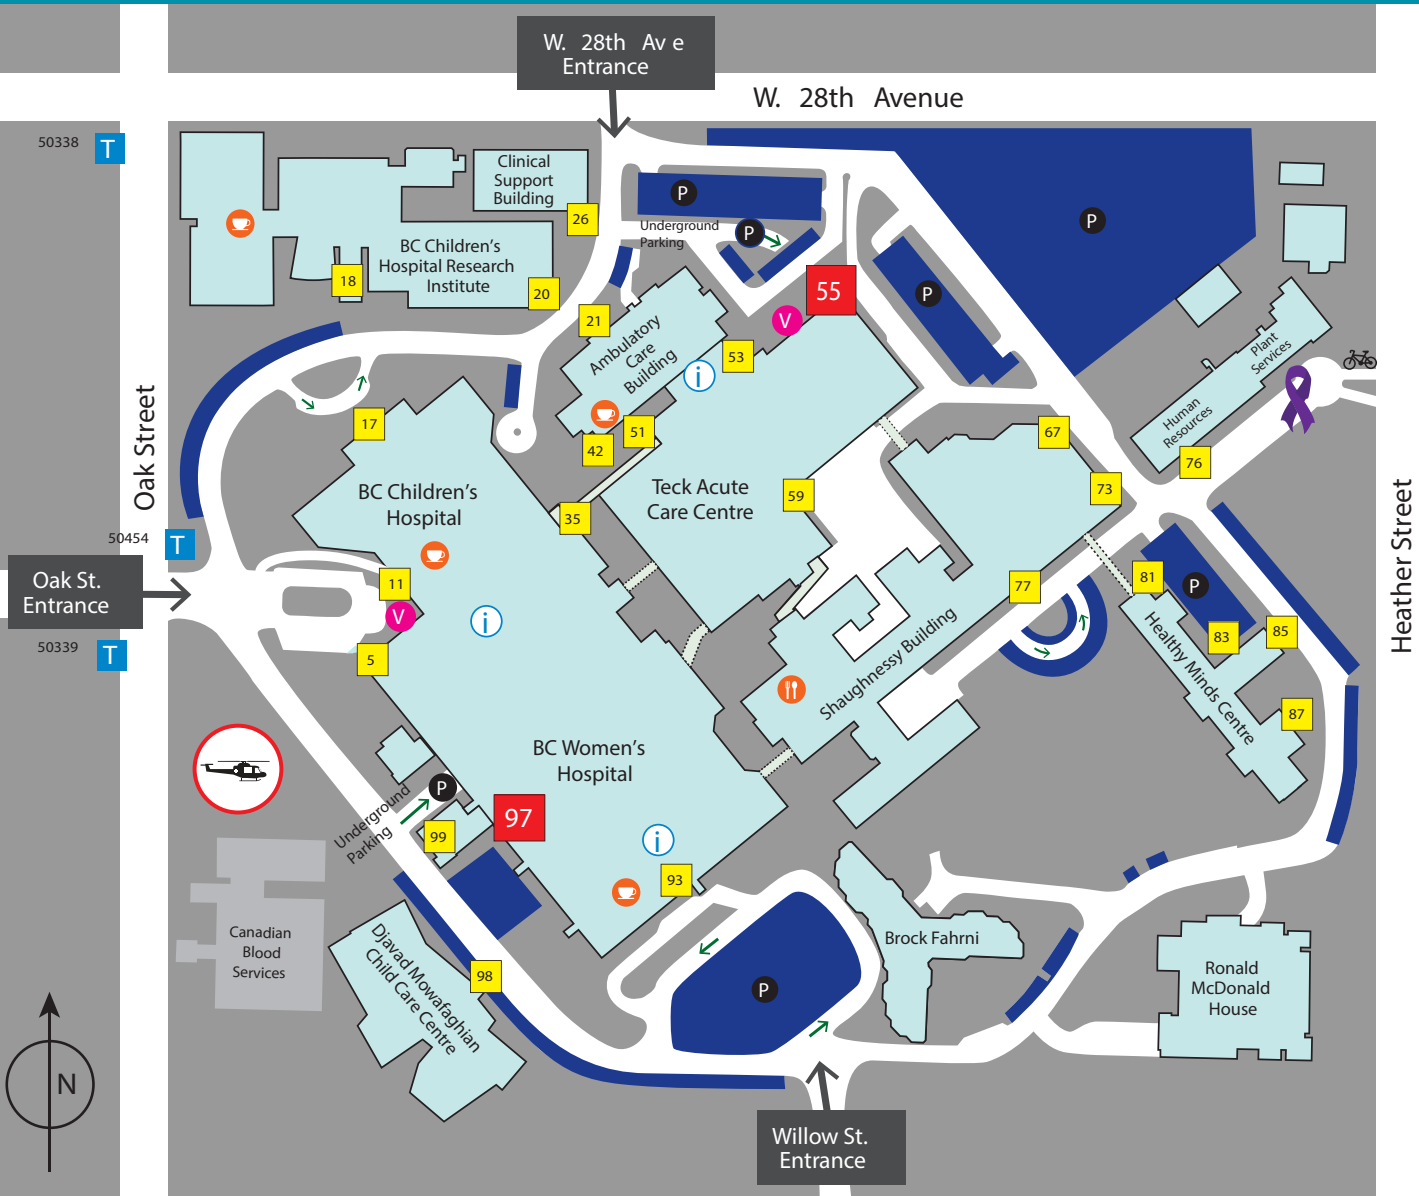 W. 28th Av e
Entrance
W. 28th Avenue
50338
T
Clinical
Support
Building
26
P
Underground
Parking
P
P
BC Children's
Hospital Research
Institute
18
20
21
55
V
P
Ambulatory
Care
Building
53
i
Plant
Services
Human
Resources
76
17
51
42
67
73
Oak Street
BC Children's
Hospital
35
Teck Acute
Care Centre
59
Heather Street
50454
T
Oak St.
Entrance
11
V
i
5
50339
T
77
81
P
83
85
87
Healthy Minds Centre
Shaughnessy Building
BC Women's
Hospital
P
Underground
Parking
97
99
i
93
Canadian
Blood
Services
Djavad Mowafaghian
Child Care Centre
98
P
Brock Fahrni
Ronald
McDonald
House
N
Willow St.
Entrance